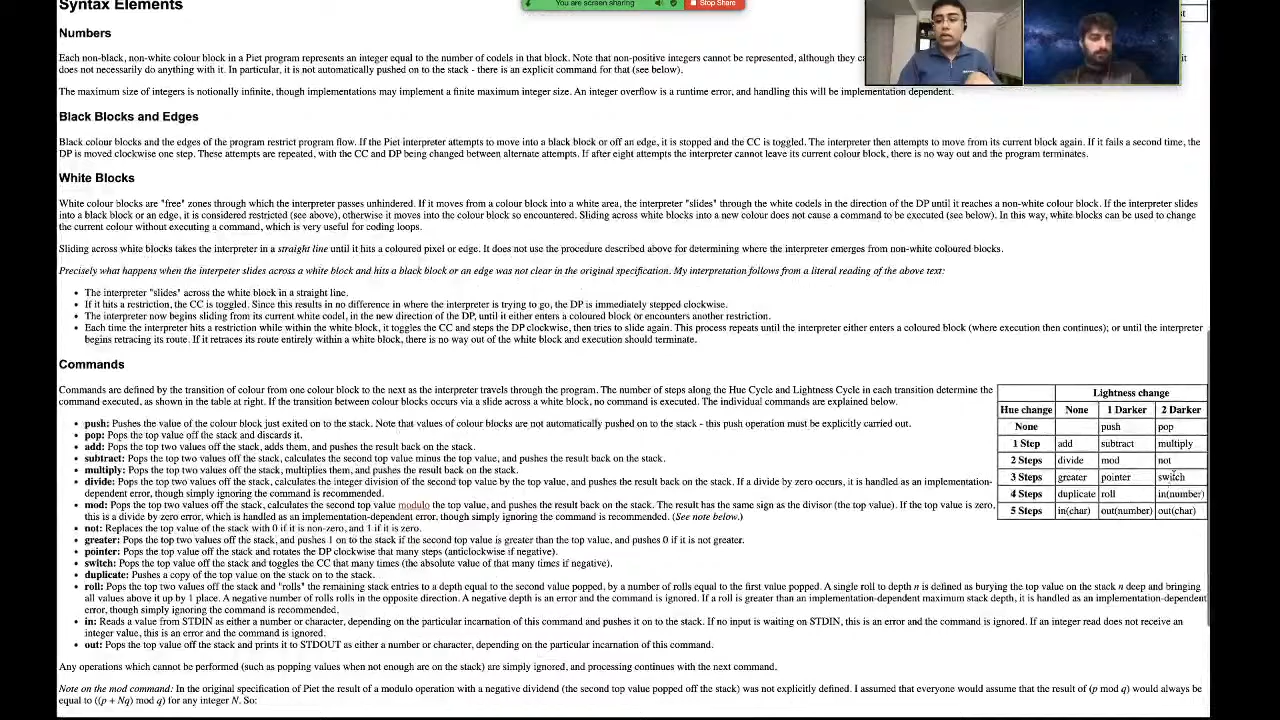 You are screen sharing
Stop Share
Syntax Elements
Numbers
Each non-black, non-white colour block in a Piet program represents an integer equal to the number of codels in that block. Note that non-positive integers cannot be represented, although they ca
it
does not necessarily do anything with it. In particular, it is not automatically pushed on to the stack - there is an explicit command for that (see below).
The maximum size of integers is notionally infinite, though implementations may implement a finite maximum integer size. An integer overflow is a runtime error, and handling this will be implementation dependent.
Black Blocks and Edges
Black colour blocks and the edges of the program restrict program flow. If the Piet interpreter attempts to move into a black block or off an edge, it is stopped and the CC is toggled. The interpreter then attempts to move from its current block again. If it fails a second time, the
DP is moved clockwise one step. These attempts are repeated, with the CC and DP being changed between alternate attempts. If after eight attempts the interpreter cannot leave its current colour block, there is no way out and the program terminates.
White Blocks
White colour blocks are "free" zones through which the interpreter passes unhindered. If it moves from a colour block into a white area, the interpreter "slides" through the white codels in the direction of the DP until it reaches a non-white colour block. If the interpreter slides
into a black block or an edge, it is considered restricted (see above), otherwise it moves into the colour block so encountered. Sliding across white blocks into a new colour does not cause a command to be executed (see below). In this way, white blocks can be used to change
the current colour without executing a command, which is very useful for coding loops.
Sliding across white blocks takes the interpreter in a straight line until it hits a coloured pixel or edge. It does not use the procedure described above for determining where the interpreter emerges from non-white coloured blocks.
Precisely what happens when the interpeter slides across a white block and hits a black block or an edge was not clear in the original specification. My interpretation follows from a literal reading of the above text:
• The interpreter "slides" across the white block in a straight line.
• If it hits a restriction, the CC is toggled. Since this results in no difference in where the interpreter is trying to go, the DP is immediately stepped clockwise.
• The interpreter now begins sliding from its current white codel, in the new direction of the DP, until it either enters a coloured block or encounters another restriction.
• Each time the interpreter hits a restriction while within the white block, it toggles the CC and steps the DP clockwise, then tries to slide again. This process repeats until the interpreter either enters a coloured block (where execution then continues); or until the interpreter
begins retracing its route. If it retraces its route entirely within a white block, there is no way out of the white block and execution should terminate.
Commands
Commands are defined by the transition of colour from one colour block to the next as the interpreter travels through the program. The number of steps along the Hue Cycle and Lightness Cycle in each transition determine the
command executed, as shown in the table at right. If the transition between colour blocks occurs via a slide across a white block, no command is executed. The individual commands are explained below.
• push: Pushes the value of the colour block just exited on to the stack. Note that values of colour blocks are not automatically pushed on to the stack - this push operation must be explicitly carried out.
• pop: Pops the top value off the stack and discards it.
• add: Pops the top two values off the stack, adds them, and pushes the result back on the stack.
• subtract: Pops the top two values off the stack, calculates the second top value minus the top value, and pushes the result back on the stack.
• multiply: Pops the top two values off the stack, multiplies them, and pushes the result back on the stack.
• divide: Pops the top two values off the stack, calculates the integer division of the second top value by the top value, and pushes the result back on the stack. If a divide by zero occurs, it is handled as an implementation-
dependent error, though simply ignoring the command is recommended.
• mod: Pops the top two values off the stack, calculates the second top value modulo the top value, and pushes the result back on the stack. The result has the same sign as the divisor (the top value). If the top value is zero,
this is a divide by zero error, which is handled as an implementation-dependent error, though simply ignoring the command is recommended. (See note below.)
• not: Replaces the top value of the stack with 0 if it is non-zero, and 1 if it is zero.
• greater: Pops the top two values off the stack, and pushes 1 on to the stack if the second top value is greater than the top value, and pushes 0 if it is not greater.
• pointer: Pops the top value off the stack and rotates the DP clockwise that many steps (anticlockwise if negative).
• switch: Pops the top value off the stack and toggles the CC that many times (the absolute value of that many times if negative).
• duplicate: Pushes a copy of the top value on the stack on to the stack.
• roll: Pops the top two values off the stack and "rolls" the remaining stack entries to a depth equal to the second value popped, by a number of rolls equal to the first value popped. A single roll to depth n is defined as burying the top value on the stack n deep and bringing
all values above it up by 1 place. A negative number of rolls rolls in the opposite direction. A negative depth is an error and the command is ignored. If a roll is greater than an implementation-dependent maximum stack depth, it is handled as an implementation-dependent
error, though simply ignoring the command is recommended.
• in: Reads a value from STDIN as either a number or character, depending on the particular incarnation of this command and pushes it on to the stack. If no input is waiting on STDIN, this is an error and the command is ignored. If an integer read does not receive an
integer value, this is an error and the command is ignored.
• out: Pops the top value off the stack and prints it to STDOUT as either a number or character, depending on the particular incarnation of this command.
Any operations which cannot be performed (such as popping values when not enough are on the stack) are simply ignored, and processing continues with the next command.
Note on the mod command: In the original specification of Piet the result of a modulo operation with a negative dividend (the second top value popped off the stack) was not explicitly defined. I assumed that everyone would assume that the result of (p mod q) would always be
equal to ((p + Nq) mod q) for any integer N. So:
Lightness change
Hue change None 1 Darker 2 Darker
None push pop
1 Step add subtract multiply
2 Steps divide mod not
3 Steps greater pointer switch
4 Steps duplicate roll in(number)
5 Steps in(char) out(number) out(char)